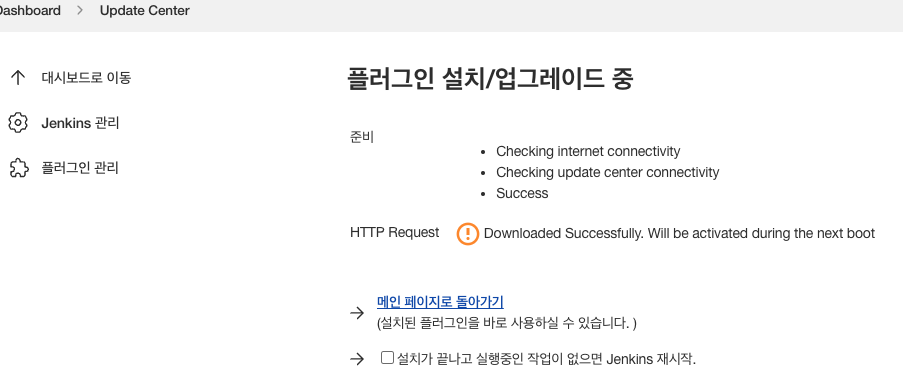 Dashboard > Update Center
대시보드로 이동
Jenkins 관리
플러그인 관리
플러그인 설치/업그레이드 중
준비
Checking internet connectivity
Checking update center connectivity
Success
HTTP Request Downloaded Successfully. Will be activated during the next boot
메인 페이지로 돌아가기
(설치된 플러그인을 바로 사용하실 수 있습니다. )
설치가 끝나고 실행중인 작업이 없으면 Jenkins 재시작.